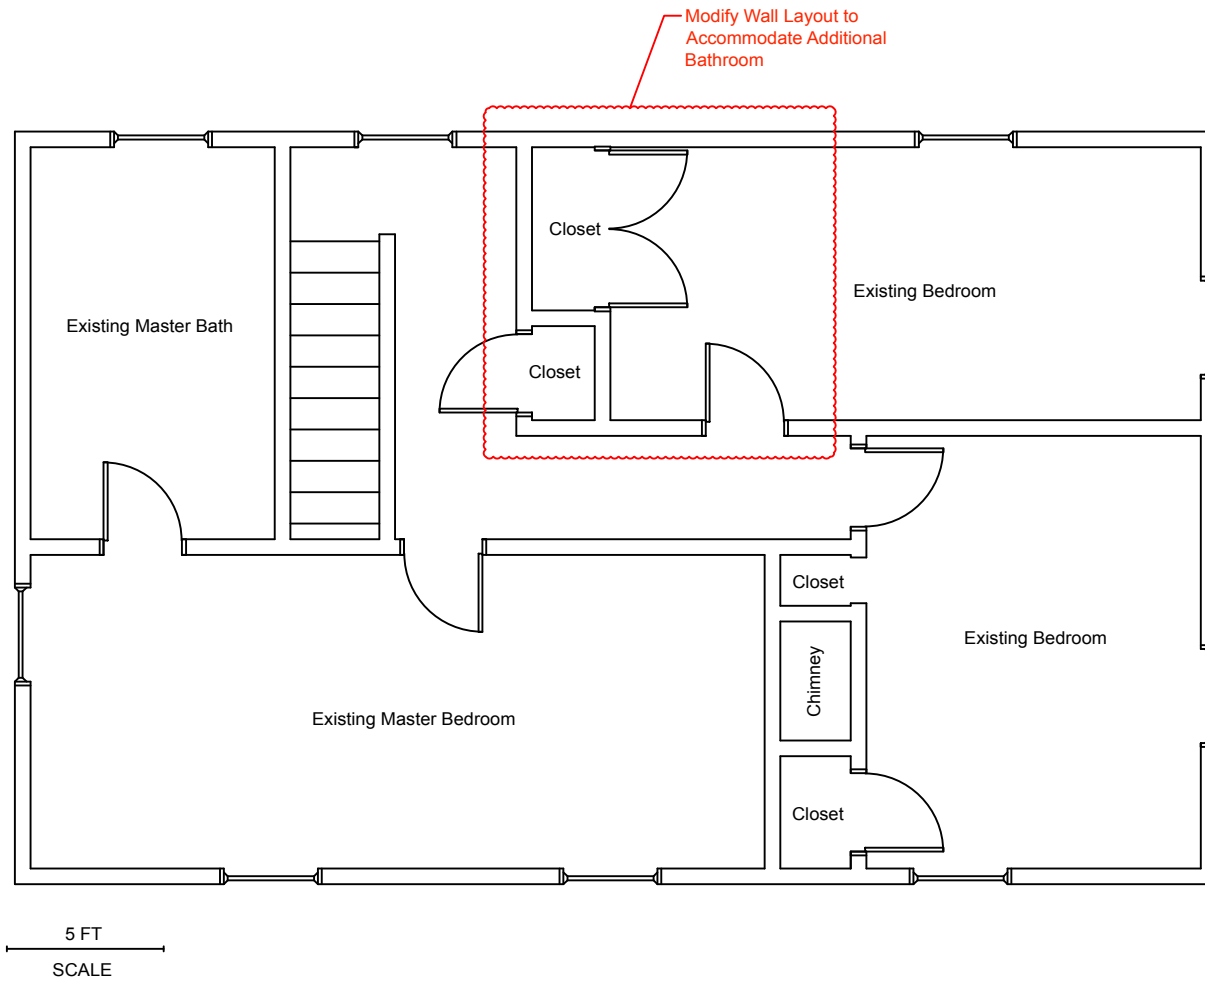 Modify Wall Layout to
Accommodate Additional
Bathroom
Closet
Existing Bedroom
Existing Master Bath
Closet
Closet
Existing Bedroom
Chimney
Existing Master Bedroom
Closet
5 FT
SCALE